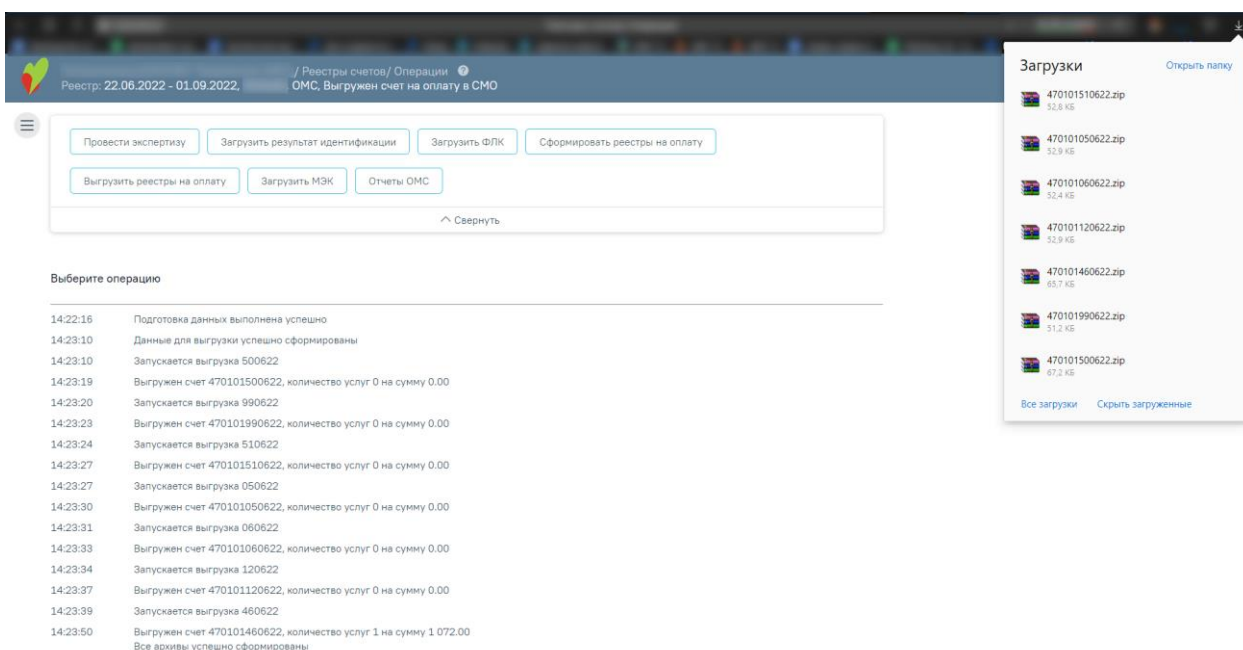 / Реестры счетов/ Операции ?
Реестр: 22.06.2022 - 01.09.2022, ОМС, Выгружен счет на оплату в СМО
Провести экспертизу Загрузить результат идентификации Загрузить ФЛК Сформировать реестры на оплату
Выгрузить реестры на оплату Загрузить МЭК Отчеты ОМС
Свернуть
Выберите операцию
14:22:16 Подготовка данных выполнена успешно
14:23:10 Данные для выгрузки успешно сформированы
14:23:10 Запускается выгрузка 500622
14:23:19 Выгружен счет 470101500622, количество услуг 0 на сумму 0.00
14:23:20 Запускается выгрузка 990622
14:23:23 Выгружен счет 470101990622, количество услуг 0 на сумму 0.00
14:23:24 Запускается выгрузка 510622
14:23:27 Выгружен счет 470101510622, количество услуг 0 на сумму 0.00
14:23:27 Запускается выгрузка 050622
14:23:30 Выгружен счет 470101050622, количество услуг 0 на сумму 0.00
14:23:31 Запускается выгрузка 060622
14:23:33 Выгружен счет 470101060622, количество услуг 0 на сумму 0.00
14:23:34 Запускается выгрузка 120622
14:23:37 Выгружен счет 470101120622, количество услуг 0 на сумму 0.00
14:23:39 Запускается выгрузка 460622
14:23:50 Выгружен счет 470101460622, количество услуг 1 на сумму 1 072.00
Все архивы успешно сформированы
Загрузки Открыть папку
470101510622.zip
52,8 КБ
470101050622.zip
52,9 КБ
470101060622.zip
52,4 КБ
470101120622.zip
52,9 КБ
470101460622.zip
65,7 КБ
470101990622.zip
51,2 КБ
470101500622.zip
67,2 КБ
Все загрузки Скрыть загруженные